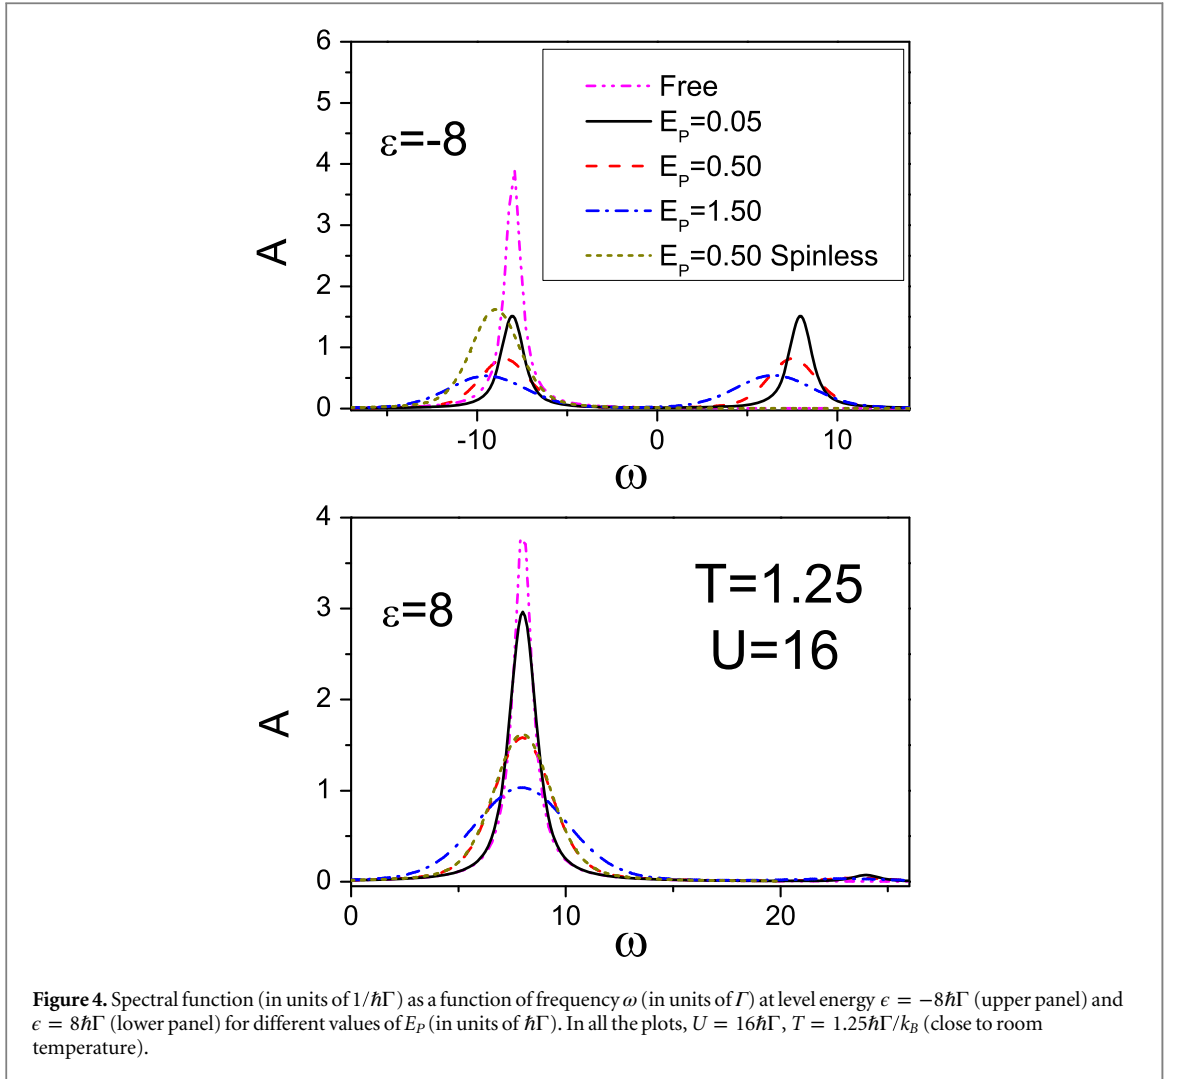 6
5
4
3
2
1
0
A
ε=-8
Free
E_P=0.05
E_P=0.50
E_P=1.50
E_P=0.50 Spinless
-10 0 10
ω
4
3
2
1
0
A
ε=8
T=1.25
U=16
0 10 20
ω
Figure 4. Spectral function (in units of 1/ℏΓ) as a function of frequency ω (in units of Γ) at level energy ϵ = −8ℏΓ (upper panel) and
ϵ = 8ℏΓ (lower panel) for different values of E_P (in units of ℏΓ). In all the plots, U = 16ℏΓ, T = 1.25ℏΓ/k_B (close to room
temperature).